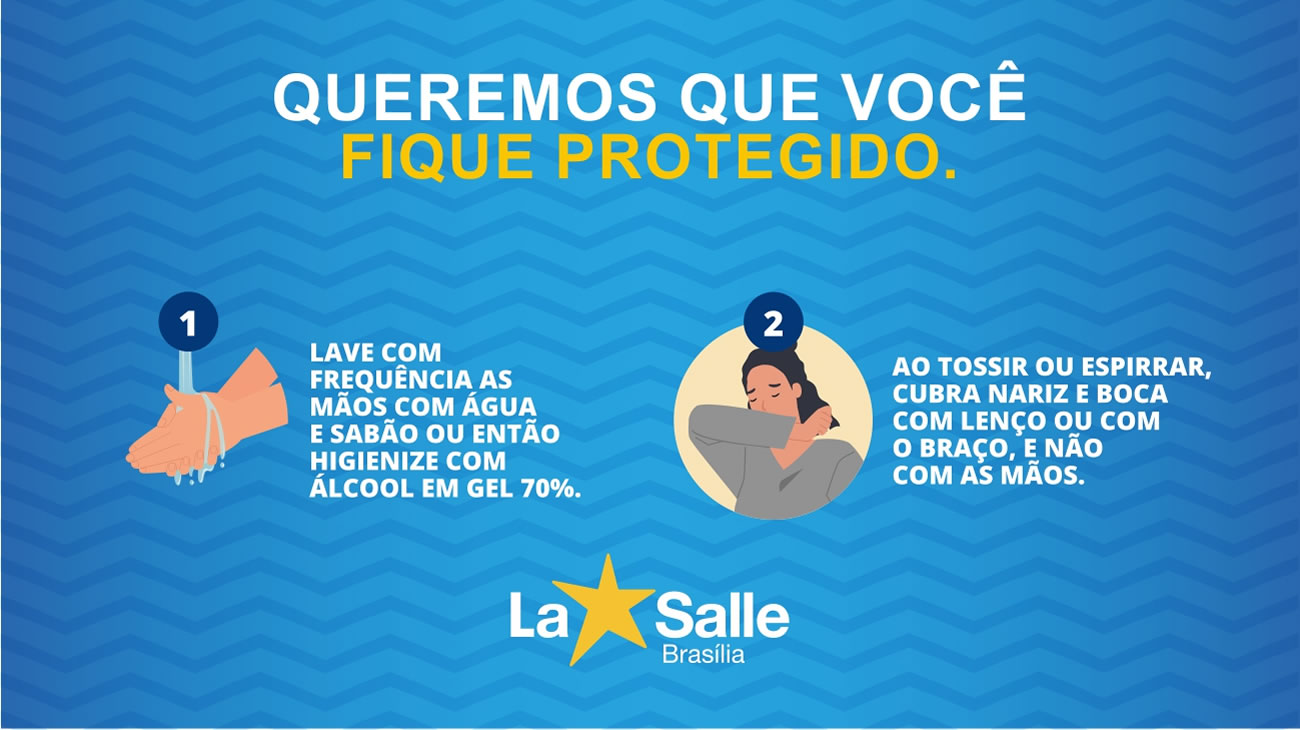 QUEREMOS QUE VOCÊ
FIQUE PROTEGIDO.
1
LAVE COM
FREQUÊNCIA AS
MÃOS COM ÁGUA
E SABÃO OU ENTÃO
HIGIENIZE COM
ÁLCOOL EM GEL 70%.
2
AO TOSSIR OU ESPIRRAR,
CUBRA NARIZ E BOCA
COM LENÇO OU COM
O BRAÇO, E NÃO
COM AS MÃOS.
La Salle
Brasília